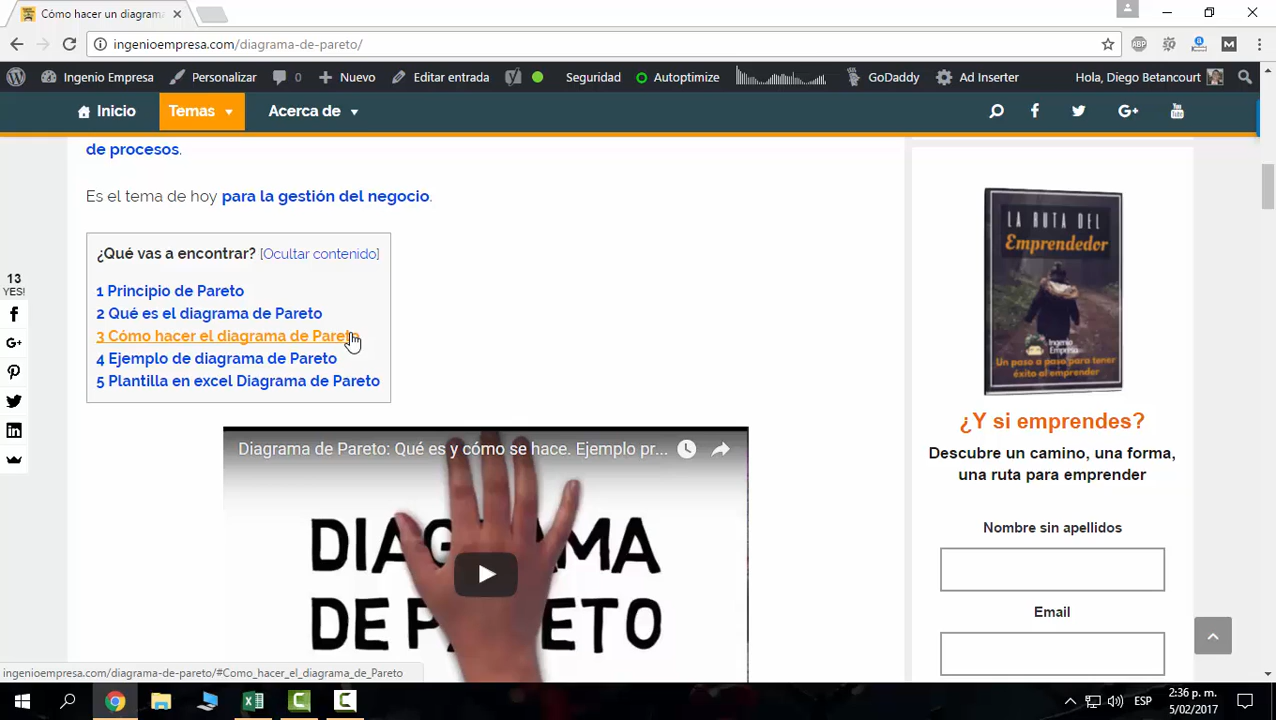 Cómo hacer un diagrama
ingenioempresa.com/diagrama-de-pareto/
ABP
M
Ingenio Empresa
Personalizar
0
Nuevo
Editar entrada
Seguridad
Autoptimize
GoDaddy
Ad Inserter
Hola, Diego Betancourt
Inicio
Temas
Acerca de
de procesos.
Es el tema de hoy para la gestión del negocio.
¿Qué vas a encontrar? [Ocultar contenido]
1 Principio de Pareto
2 Qué es el diagrama de Pareto
3 Cómo hacer el diagrama de Pareto
4 Ejemplo de diagrama de Pareto
5 Plantilla en excel Diagrama de Pareto
13
YES!
Diagrama de Pareto: Qué es y cómo se hace. Ejemplo pr...
DIAGRAMA
DE PARETO
LA RUTA DEL
Emprendedor
Ingenio
Empresa
Un paso a paso para tener
éxito al emprender
¿Y si emprendes?
Descubre un camino, una forma,
una ruta para emprender
Nombre sin apellidos
Email
ingenioempresa.com/diagrama-de-pareto/#Como_hacer_el_diagrama_de_Pareto
ESP
2:36 p. m.
5/02/2017